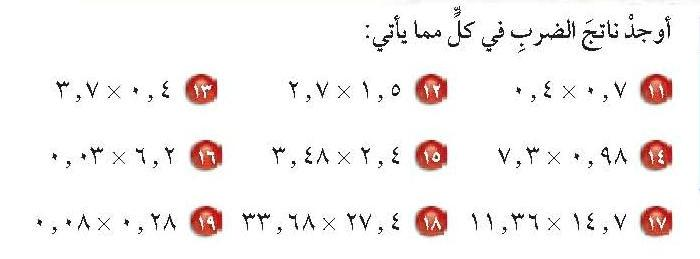 أوجدْ ناتجَ الضربِ في كلٍّ مما يأتي:
١١ ٠,٤ × ٠,٧ ١٢ ٢,٧ × ١,٥ ١٣ ٣,٧ × ٠,٤
١٤ ٧,٣ × ٠,٩٨ ١٥ ٣,٤٨ × ٢,٤ ١٦ ٠,٠٣ × ٦,٢
١٧ ١١,٣٦ × ١٤,٧ ١٨ ٣٣,٦٨ × ٢٧,٤ ١٩ ٠,٠٨ × ٠,٢٨